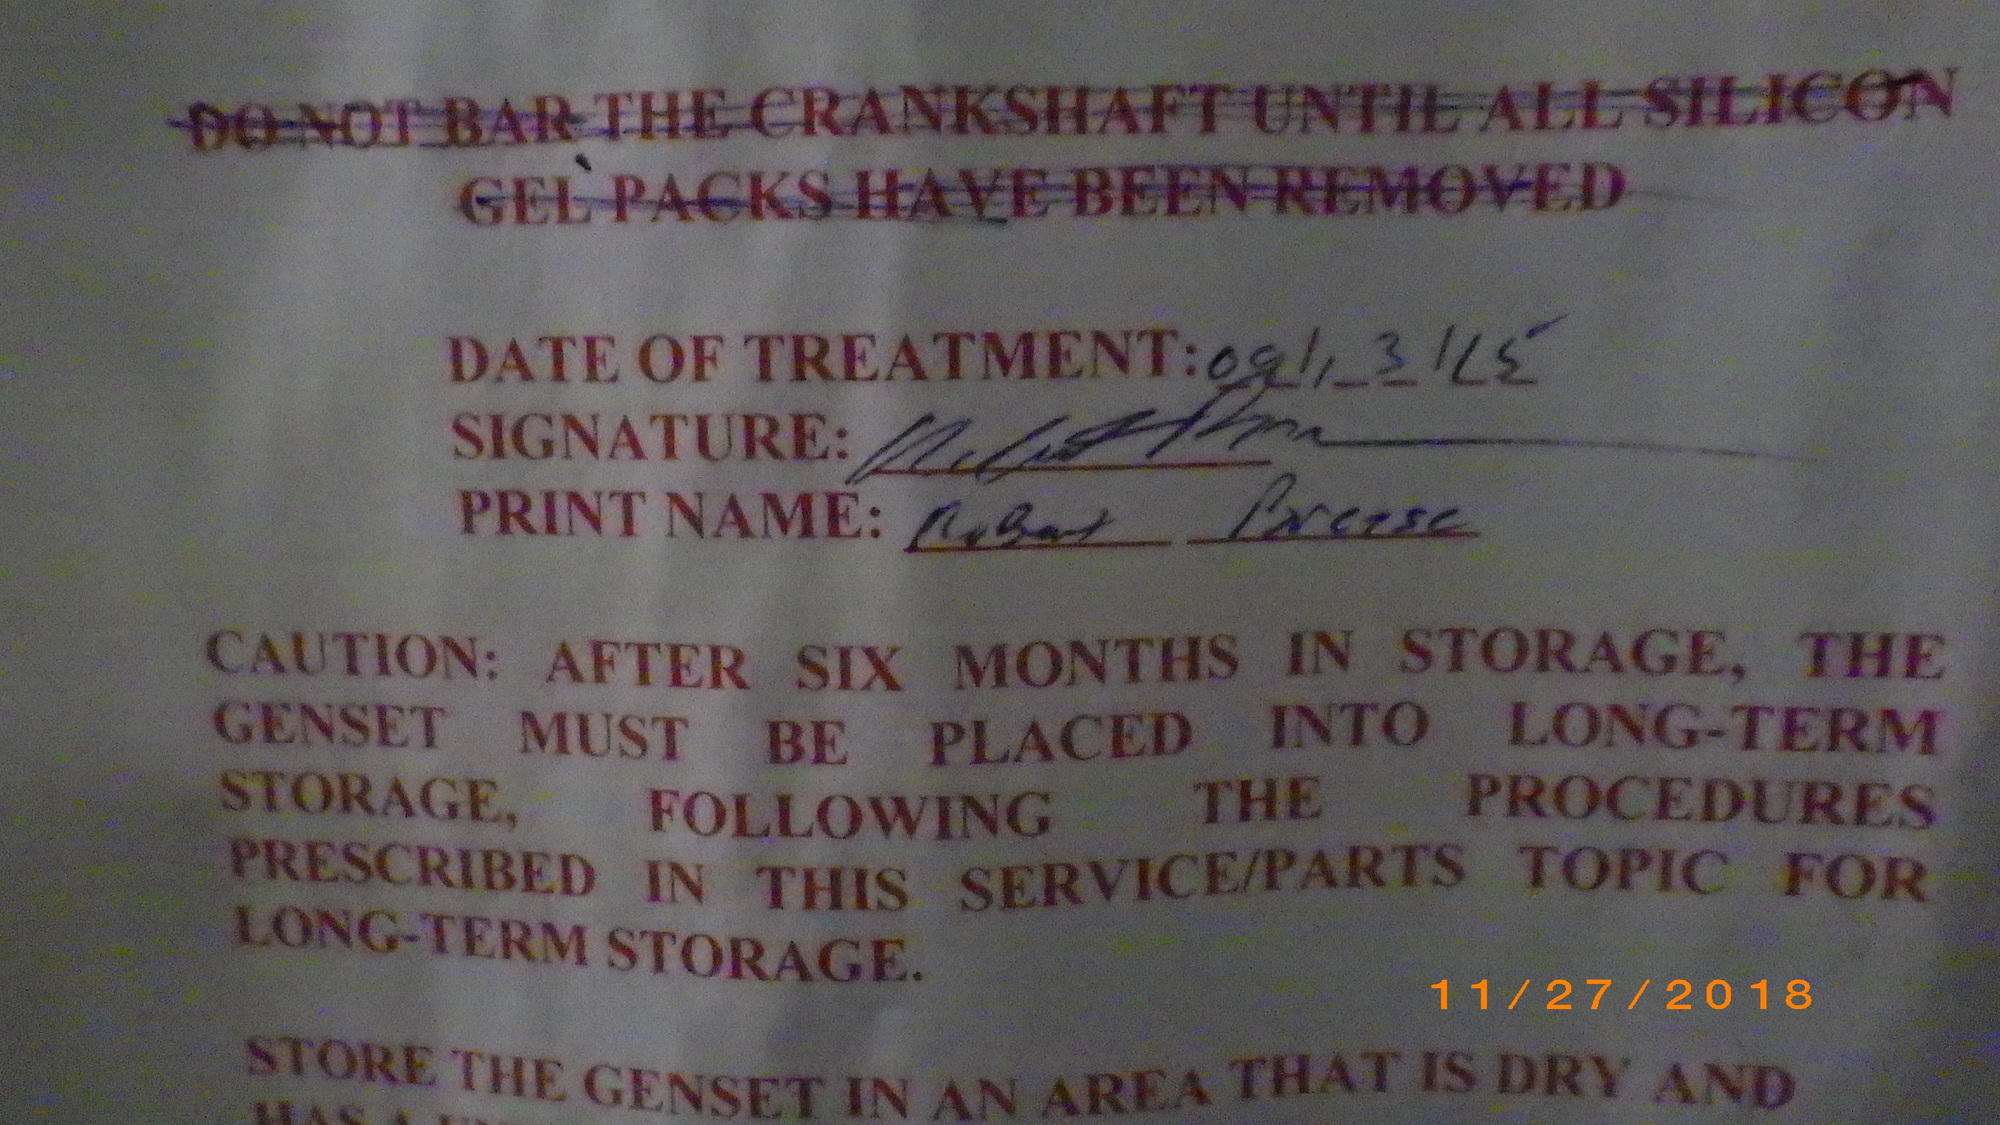 DO NOT BAR THE CRANKSHAFT UNTIL ALL SILICON
GEL PACKS HAVE BEEN REMOVED
DATE OF TREATMENT:
SIGNATURE:
PRINT NAME: Robert
CAUTION: AFTER SIX MONTHS IN STORAGE, THE
GENSET MUST BE PLACED INTO LONG-TERM
STORAGE, FOLLOWING THE PROCEDURES
PRESCRIBED IN THIS SERVICE/PARTS TOPIC FOR
LONG-TERM STORAGE.
11/27/2018
STORE THE GENSET IN AN AREA THAT IS DRY AND
HAS A